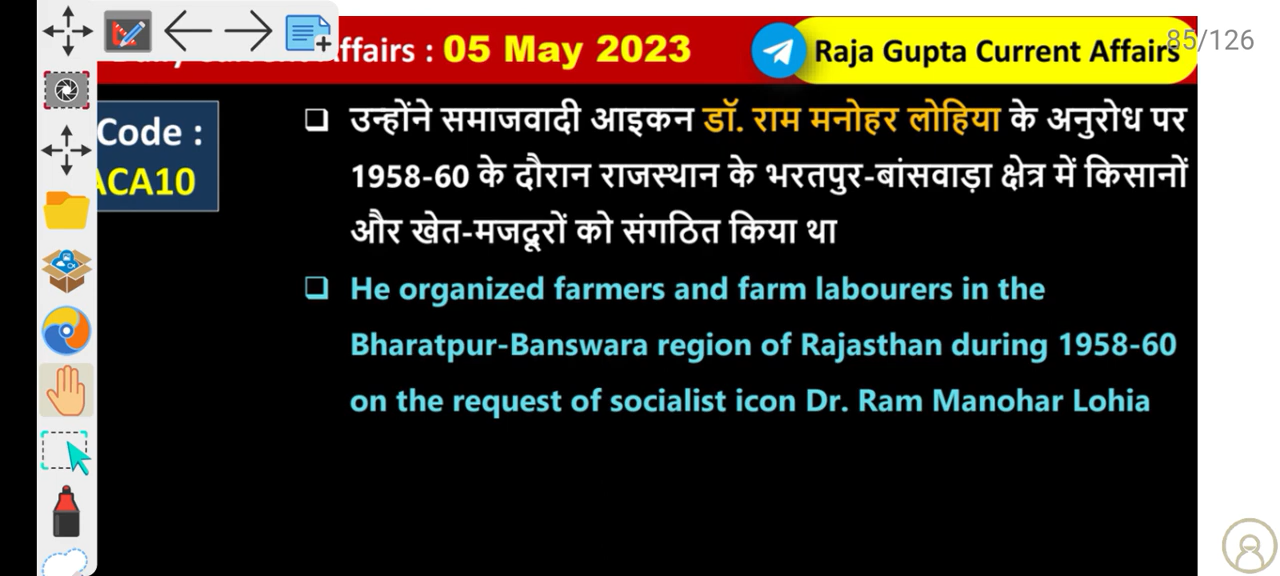 ffairs : 05 May 2023
Raja Gupta Current Affairs
85/126
Code :
ACA10
❑ उन्होंने समाजवादी आइकन डॉ. राम मनोहर लोहिया के अनुरोध पर
1958-60 के दौरान राजस्थान के भरतपुर-बांसवाड़ा क्षेत्र में किसानों
और खेत-मजदूरों को संगठित किया था
❑ He organized farmers and farm labourers in the
Bharatpur-Banswara region of Rajasthan during 1958-60
on the request of socialist icon Dr. Ram Manohar Lohia